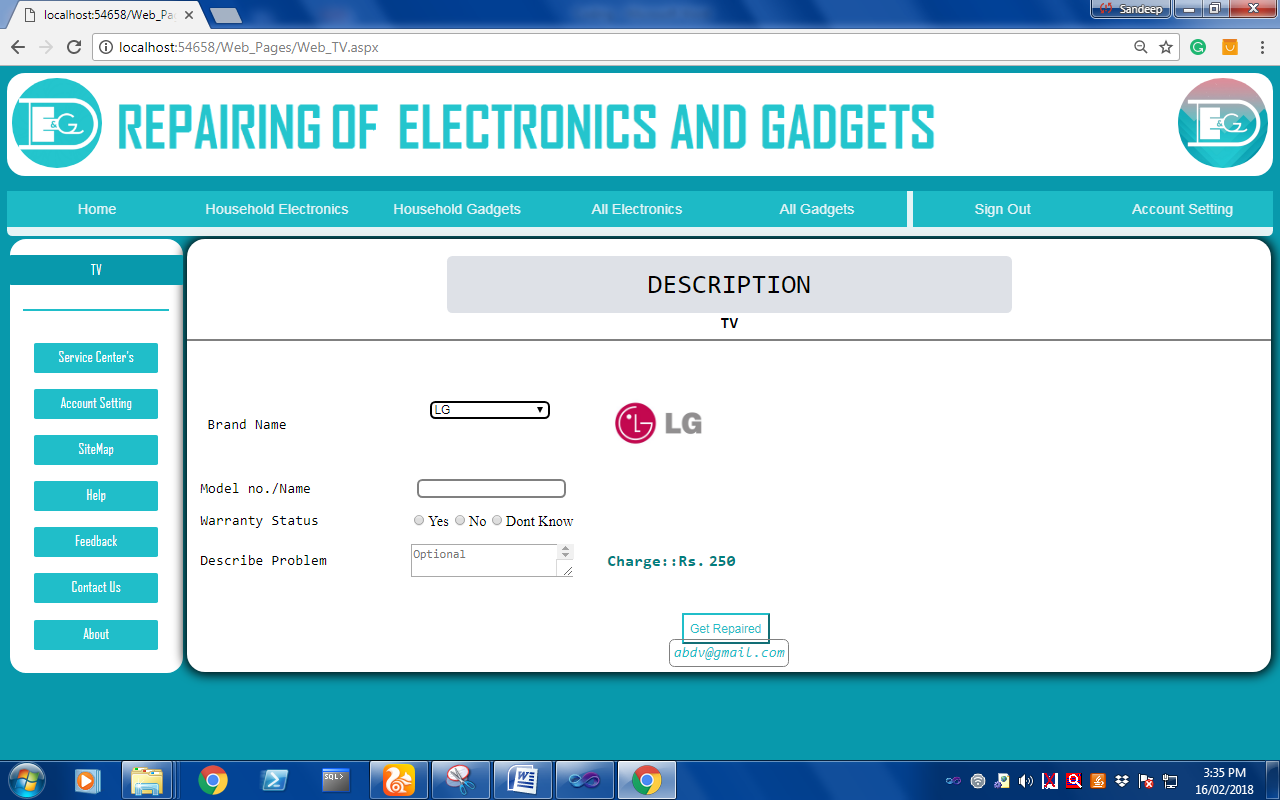 localhost:54658/Web_Pa
Sandeep
localhost:54658/Web_Pages/Web_TV.aspx
E&G REPAIRING OF ELECTRONICS AND GADGETS E&G
Home Household Electronics Household Gadgets All Electronics All Gadgets Sign Out Account Setting
TV
Service Center's
Account Setting
SiteMap
Help
Feedback
Contact Us
About
DESCRIPTION
TV
Brand Name LG LG
Model no./Name
Warranty Status Yes No Dont Know
Describe Problem Optional Charge::Rs. 250
Get Repaired
abdv@gmail.com
SQL>
3:35 PM
16/02/2018